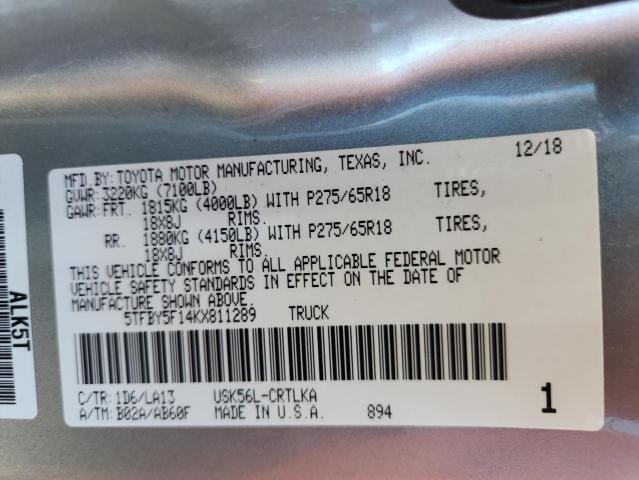 MFD BY: TOYOTA MOTOR MANUFACTURING, TEXAS, INC. 12/18
GVWR: 3220KG (7100LB)
GAWR: FRT. 1815KG (4000LB) WITH P275/65R18 TIRES,
18X8J RIMS.
RR. 1880KG (4150LB) WITH P275/65R18 TIRES,
18X8J RIMS.
THIS VEHICLE CONFORMS TO ALL APPLICABLE FEDERAL MOTOR
VEHICLE SAFETY STANDARDS IN EFFECT ON THE DATE OF
MANUFACTURE SHOWN ABOVE.
5TFBY5F14KX811289 TRUCK
C/TR: 1D6/LA13 USK56L-CRTLKA
A/TM: B02A/AB60F MADE IN U.S.A. 894
1
ALK5T